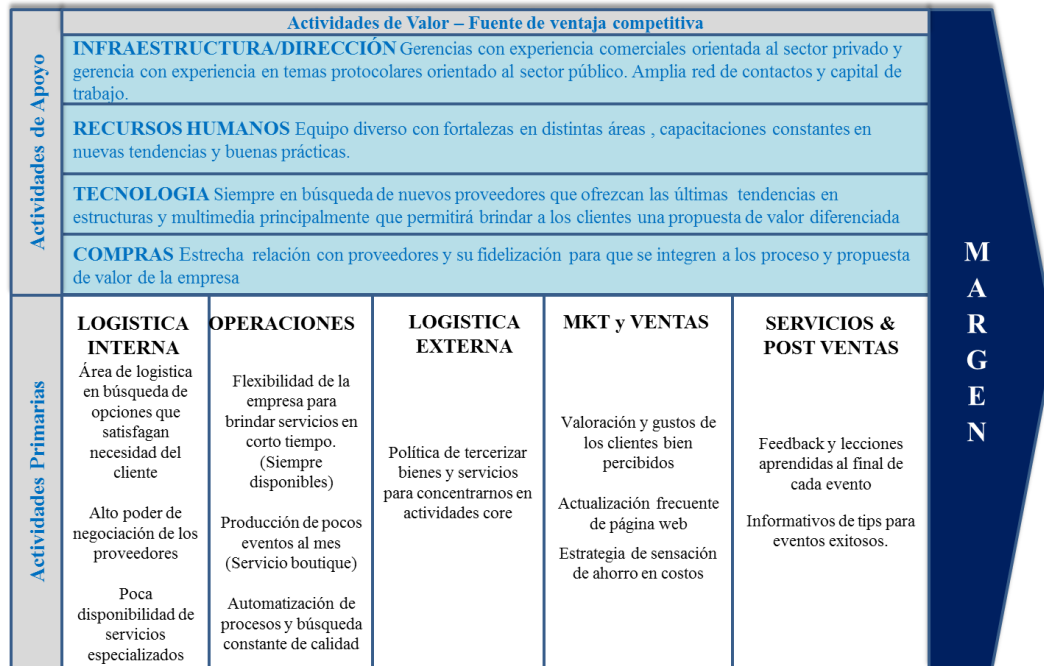 Actividades de Valor – Fuente de ventaja competitiva
Actividades de Apoyo
INFRAESTRUCTURA/DIRECCIÓN Gerencias con experiencia comerciales orientada al sector privado y
gerencia con experiencia en temas protocolares orientado al sector público. Amplia red de contactos y capital de
trabajo.
RECURSOS HUMANOS Equipo diverso con fortalezas en distintas áreas , capacitaciones constantes en
nuevas tendencias y buenas prácticas.
TECNOLOGIA Siempre en búsqueda de nuevos proveedores que ofrezcan las últimas tendencias en
estructuras y multimedia principalmente que permitirá brindar a los clientes una propuesta de valor diferenciada
COMPRAS Estrecha relación con proveedores y su fidelización para que se integren a los proceso y propuesta
de valor de la empresa
Actividades Primarias
LOGISTICA
INTERNA
Área de logistica
en búsqueda de
opciones que
satisfagan
necesidad del
cliente
Alto poder de
negociación de los
proveedores
Poca
disponibilidad de
servicios
especializados
OPERACIONES
Flexibilidad de la
empresa para
brindar servicios en
corto tiempo.
(Siempre
disponibles)
Producción de pocos
eventos al mes
(Servicio boutique)
Automatización de
procesos y búsqueda
constante de calidad
LOGISTICA
EXTERNA
Política de tercerizar
bienes y servicios
para concentrarnos en
actividades core
MKT y VENTAS
Valoración y gustos de
los clientes bien
percibidos
Actualización frecuente
de página web
Estrategia de sensación
de ahorro en costos
SERVICIOS &
POST VENTAS
Feedback y lecciones
aprendidas al final de
cada evento
Informativos de tips para
eventos exitosos.
M
A
R
G
E
N